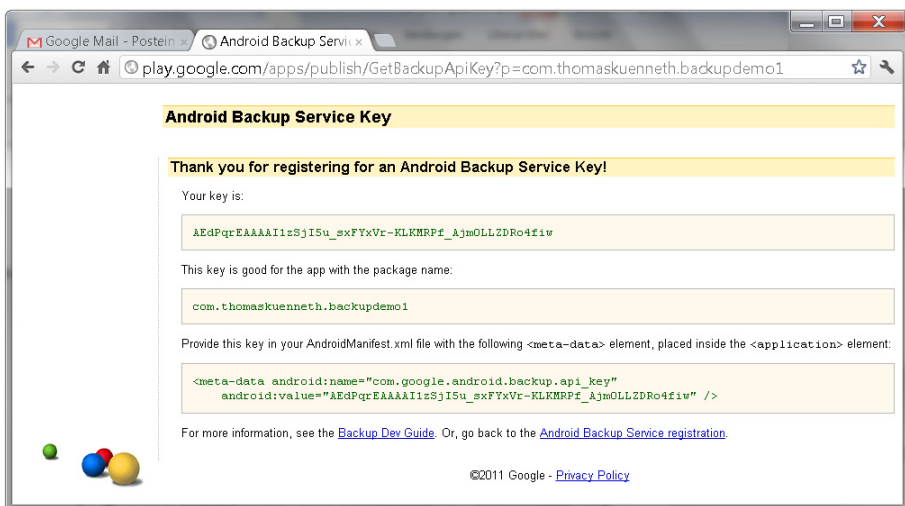 Google Mail - Postein
Android Backup Servic
play.google.com/apps/publish/GetBackupApiKey?p=com.thomaskuenneth.backupdemo1
Android Backup Service Key
Thank you for registering for an Android Backup Service Key!
Your key is:
AEdPqrEAAAAI1zSjI5u_sxFYxVr-KLKMRPf_AjmOLLZDRo4fiw
This key is good for the app with the package name:
com.thomaskuenneth.backupdemo1
Provide this key in your AndroidManifest.xml file with the following <meta-data> element, placed inside the <application> element:
<meta-data android:name="com.google.android.backup.api_key"
android:value="AEdPqrEAAAAI1zSjI5u_sxFYxVr-KLKMRPf_AjmOLLZDRo4fiw" />
For more information, see the Backup Dev Guide. Or, go back to the Android Backup Service registration.
©2011 Google - Privacy Policy